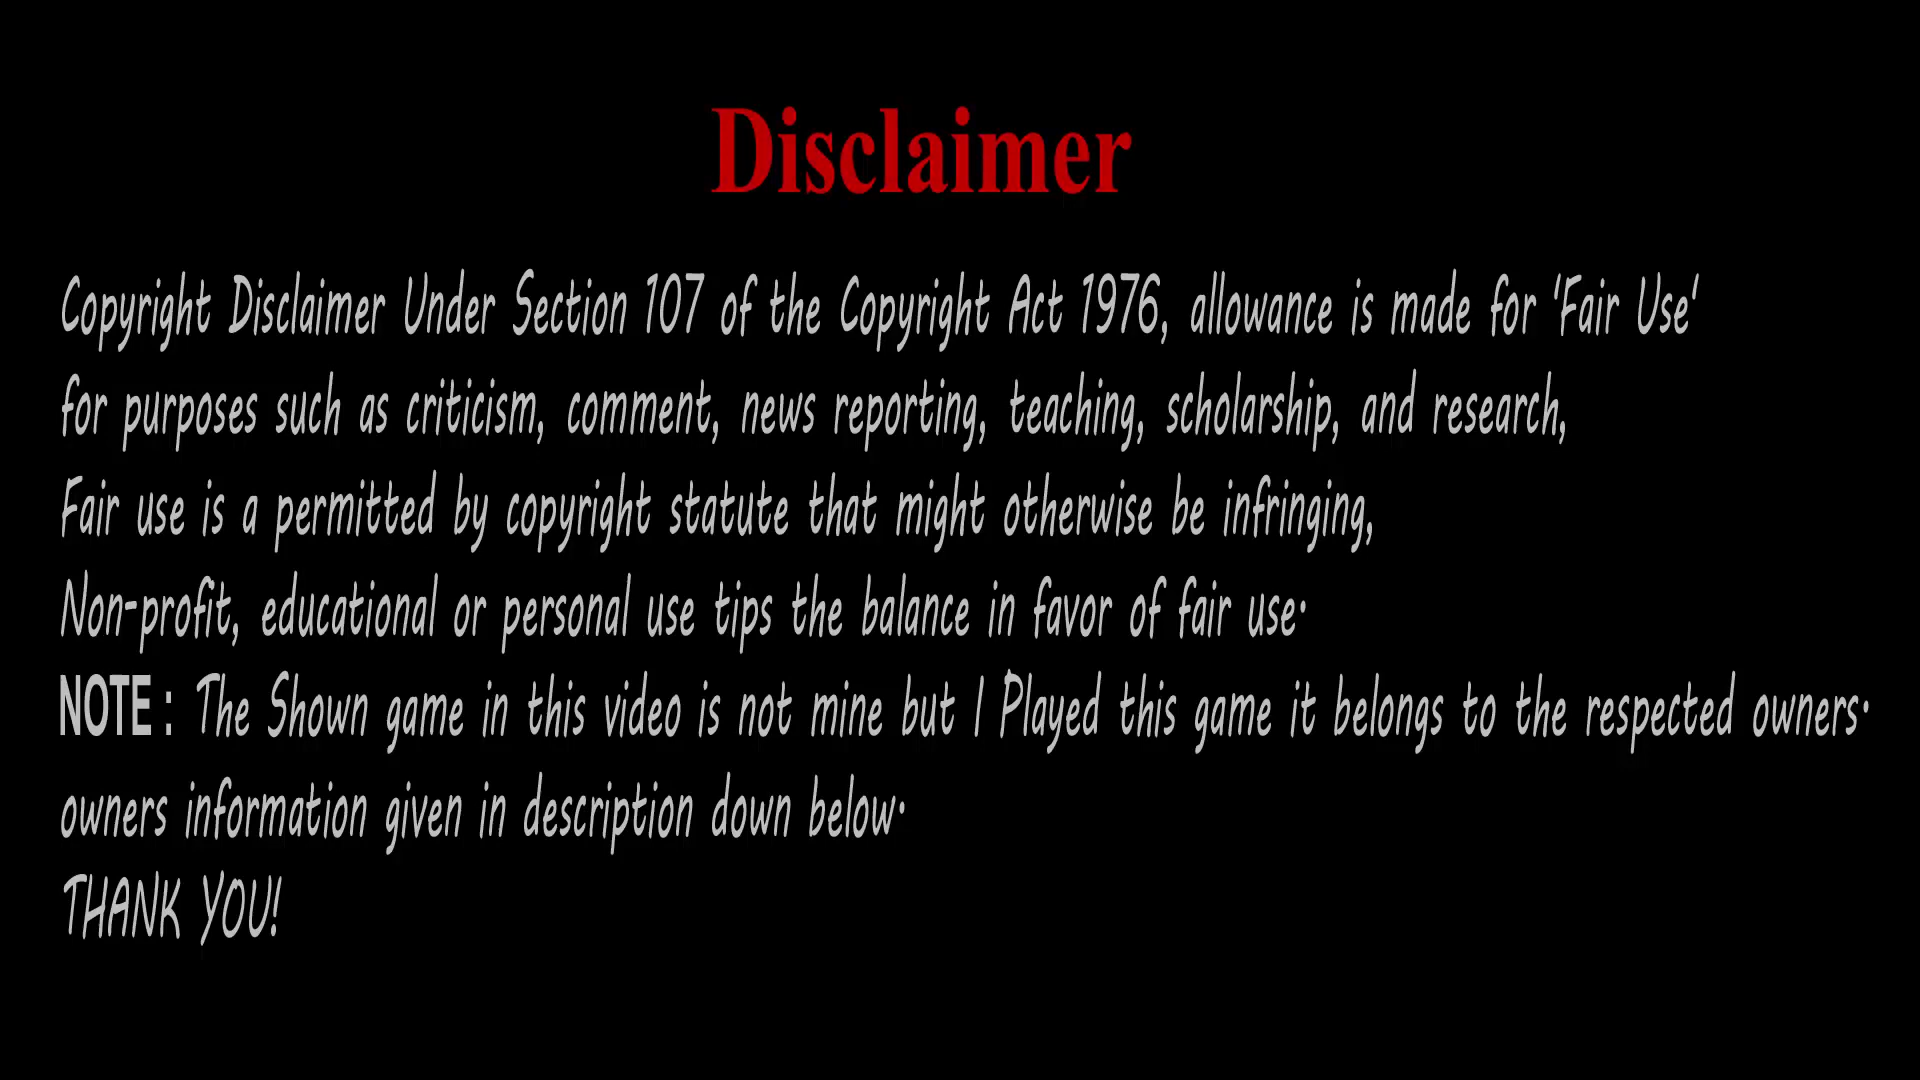 Disclaimer
Copyright Disclaimer Under Section 107 of the Copyright Act 1976, allowance is made for 'Fair Use'
for purposes such as criticism, comment, news reporting, teaching, scholarship, and research,
Fair use is a permitted by copyright statute that might otherwise be infringing,
Non-profit, educational or personal use tips the balance in favor of fair use.
NOTE : The Shown game in this video is not mine but I Played this game it belongs to the respected owners.
owners information given in description down below.
THANK YOU!